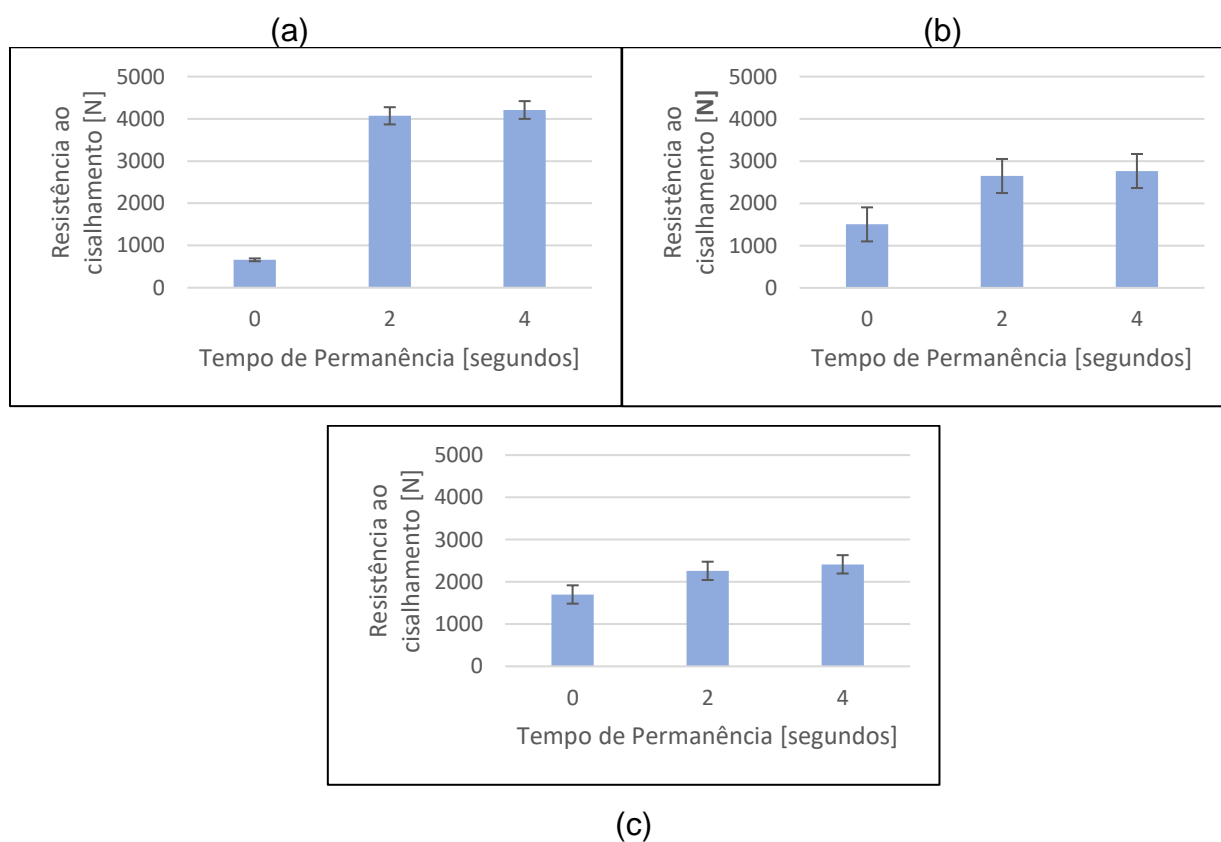 (a)
(b)
5000
4000
3000
2000
1000
0
Resistência ao
cisalhamento [N]
0 2 4
Tempo de Permanência [segundos]
5000
4000
3000
2000
1000
0
Resistência ao
cisalhamento [N]
0 2 4
Tempo de Permanência [segundos]
5000
4000
3000
2000
1000
0
Resistência ao
cisalhamento [N]
0 2 4
Tempo de Permanência [segundos]
(c)